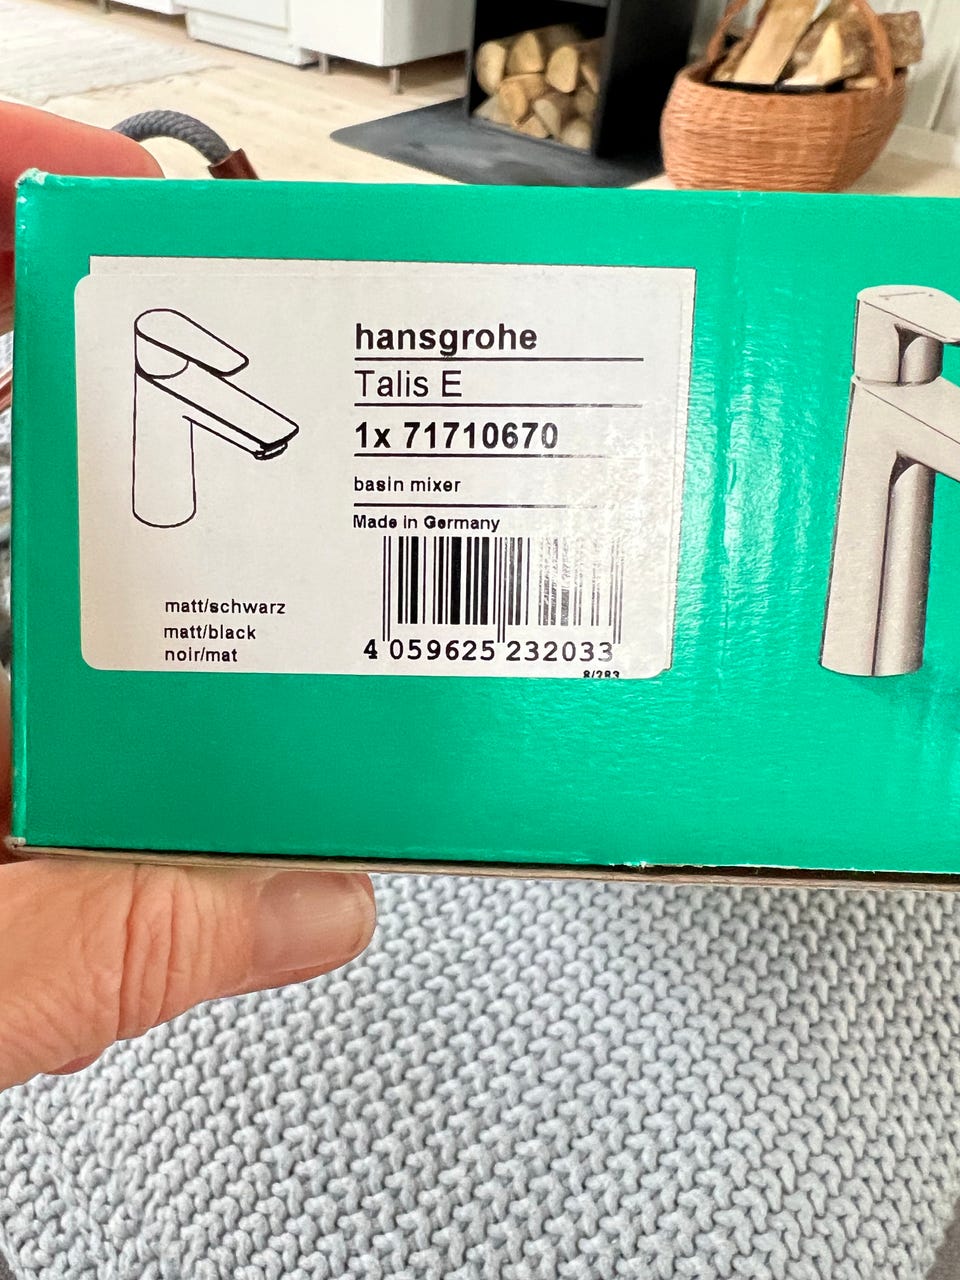 hansgrohe
Talis E
1x 71710670
basin mixer
Made in Germany
matt/schwarz
matt/black
noir/mat
4 059625 232033
8/283